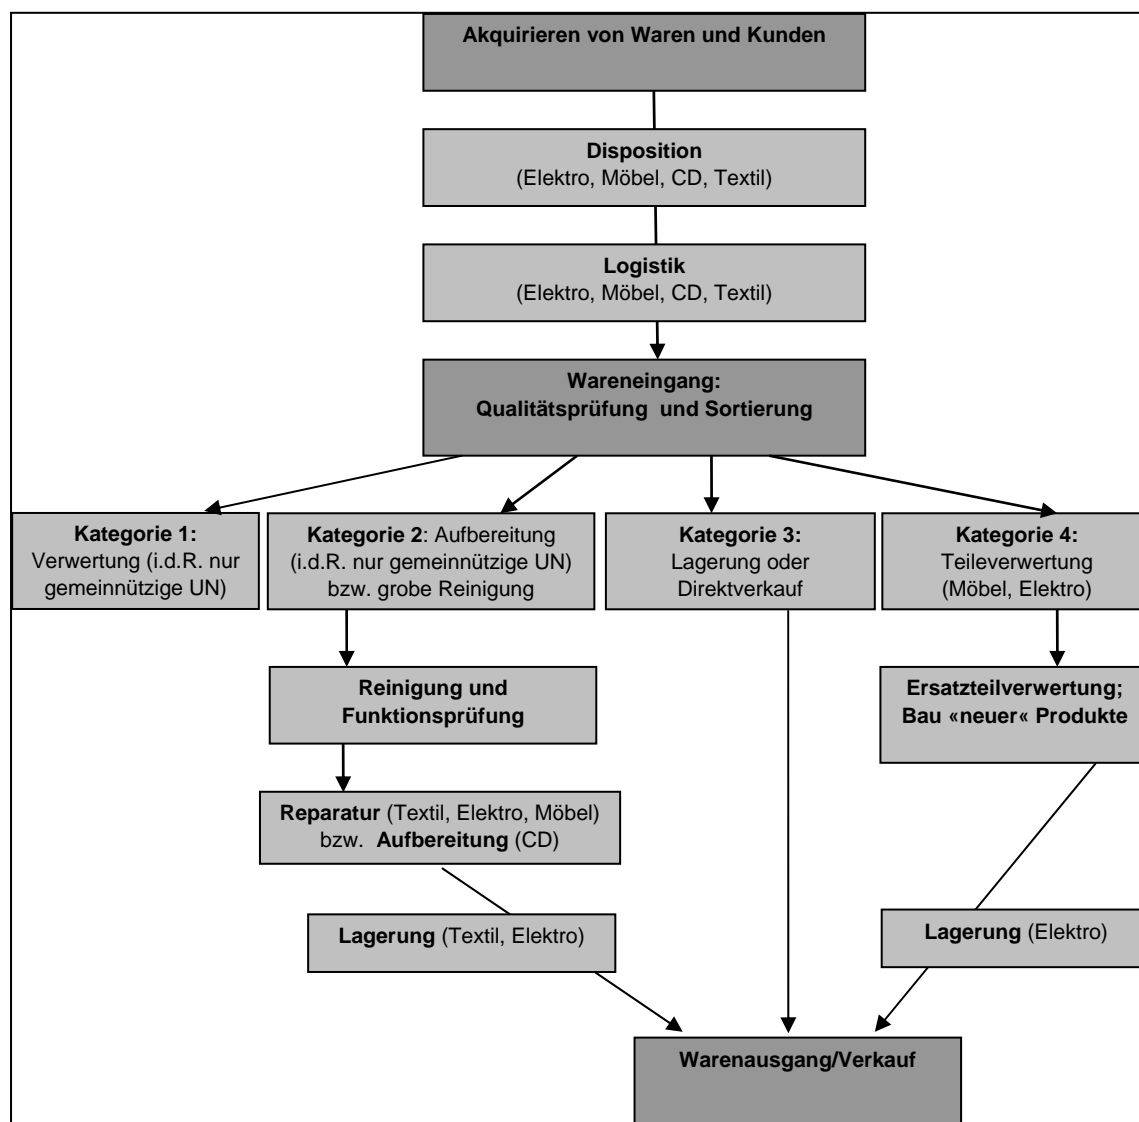 Akquirieren von Waren und Kunden
Disposition
(Elektro, Möbel, CD, Textil)
Logistik
(Elektro, Möbel, CD, Textil)
Wareneingang:
Qualitätsprüfung  und Sortierung
Kategorie 1:
Verwertung (i.d.R. nur
gemeinnützige UN)
Kategorie 2: Aufbereitung
(i.d.R. nur gemeinnützige UN)
bzw. grobe Reinigung
Kategorie 3:
Lagerung oder
Direktverkauf
Kategorie 4:
Teileverwertung
(Möbel, Elektro)
Reinigung und
Funktionsprüfung
Ersatzteilverwertung;
Bau «neuer« Produkte
Reparatur (Textil, Elektro, Möbel)
bzw.  Aufbereitung (CD)
Lagerung (Textil, Elektro)
Lagerung (Elektro)
Warenausgang/Verkauf